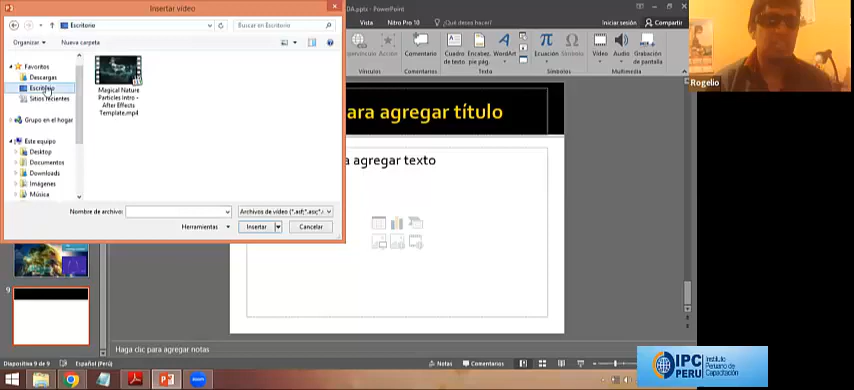 Insertar vídeo
Escritorio
Buscar en Escritorio
Organizar
Nueva carpeta
Favoritos
Descargas
Escritorio
Sitios recientes
Grupo en el hogar
Este equipo
Desktop
Documentos
Downloads
Imágenes
Música
Magical Nature
Particles Intro -
After Effects
Template.mp4
Nombre de archivo:
Archivos de vídeo (*.asf;*.asx;*.
Herramientas
Insertar
Cancelar
DA.pptx - PowerPoint
Vista
Nitro Pro 10
¿Qué desea hacer?
Iniciar sesión
Compartir
Acción
Comentario
Cuadro
de texto
Encabez.
pie pág.
WordArt
Ecuación
Símbolo
Vídeo
Audio
Grabación
de pantalla
Vínculos
Comentarios
Texto
Símbolos
Multimedia
ara agregar título
a agregar texto
9
Haga clic para agregar notas
Diapositiva 9 de 9
Español (Perú)
Notas
Comentarios
Rogelio
IPC
PERU
Instituto
Peruano de
Capacitación
zoom